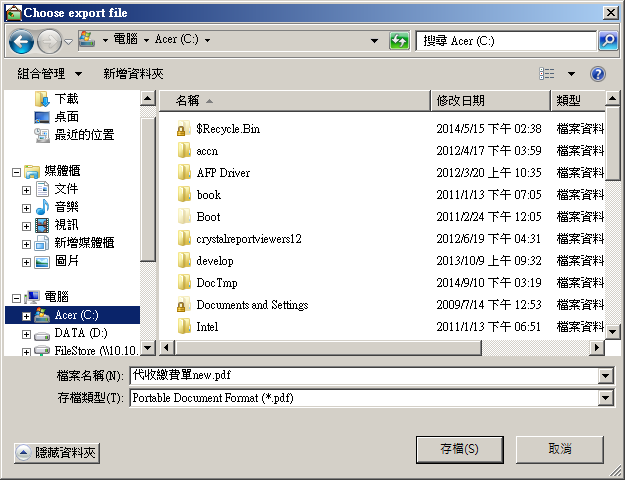 Choose export file
電腦 Acer (C:)
搜尋 Acer (C:)
組合管理 新增資料夾
下載
桌面
最近的位置
媒體櫃
文件
音樂
視訊
新增媒體櫃
圖片
電腦
Acer (C:)
DATA (D:)
FileStore (\\10.10.
名稱 修改日期 類型
$Recycle.Bin 2014/5/15 下午 02:38 檔案資料
accn 2012/4/17 下午 03:59 檔案資料
AFP Driver 2012/3/20 上午 10:35 檔案資料
book 2011/1/13 下午 07:05 檔案資料
Boot 2011/2/24 下午 12:05 檔案資料
crystalreportviewers12 2012/6/19 下午 04:31 檔案資料
develop 2013/10/9 上午 09:32 檔案資料
DocTmp 2014/9/10 下午 03:19 檔案資料
Documents and Settings 2009/7/14 下午 12:53 檔案資料
Intel 2011/1/13 下午 06:51 檔案資料
檔案名稱(N): 代收繳費單new.pdf
存檔類型(T): Portable Document Format (*.pdf)
隱藏資料夾 存檔(S) 取消